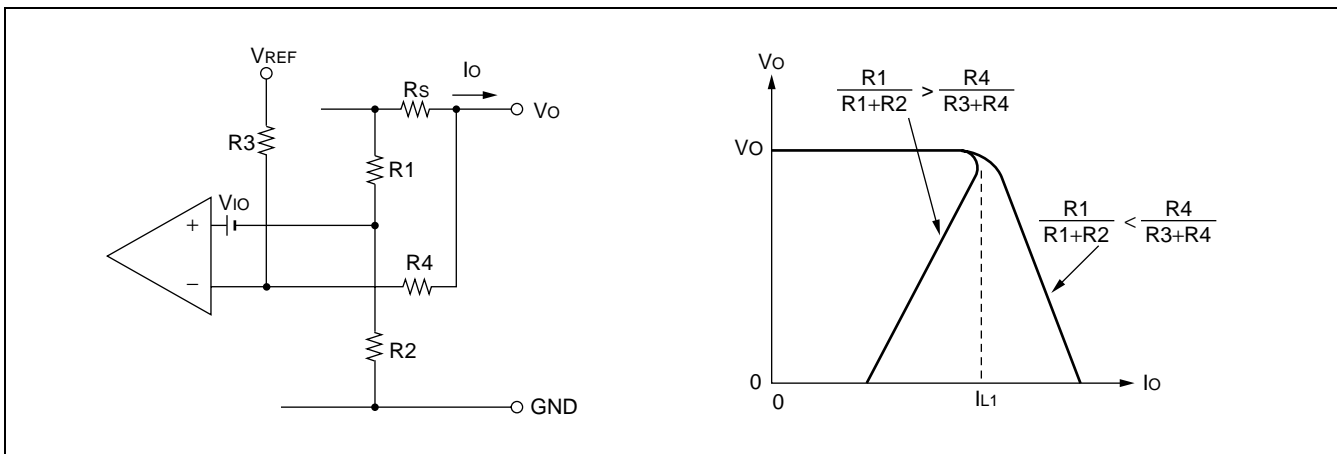 VREF
IO
RS
VO
R3
R1
VIO
+
−
R4
R2
GND
VO
R1
R1+R2
>
R4
R3+R4
VO
R1
R1+R2
<
R4
R3+R4
0
0
IL1
IO